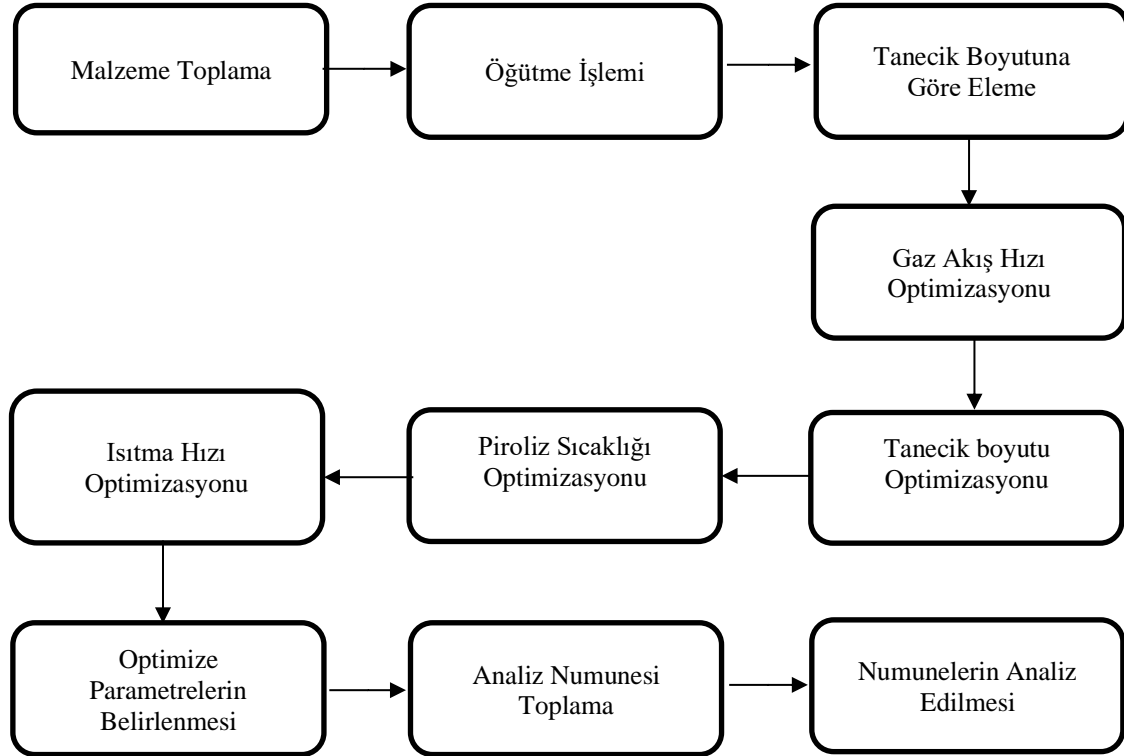 Malzeme Toplama
Öğütme İşlemi
Tanecik Boyutuna
Göre Eleme
Gaz Akış Hızı
Optimizasyonu
Tanecik boyutu
Optimizasyonu
Piroliz Sıcaklığı
Optimizasyonu
Isıtma Hızı
Optimizasyonu
Optimize
Parametrelerin
Belirlenmesi
Analiz Numunesi
Toplama
Numunelerin Analiz
Edilmesi